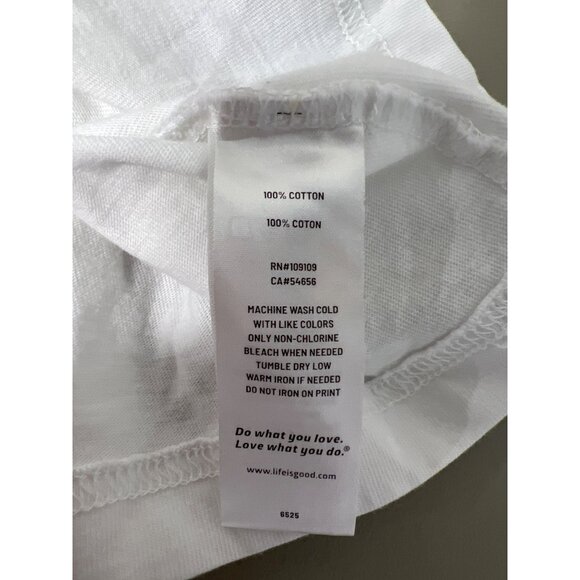 100% COTTON
100% COTON
RN#109109
CA#54656
MACHINE WASH COLD
WITH LIKE COLORS
ONLY NON-CHLORINE
BLEACH WHEN NEEDED
TUMBLE DRY LOW
WARM IRON IF NEEDED
DO NOT IRON ON PRINT
Do what you love.
Love what you do.®
www.lifeisgood.com
6525